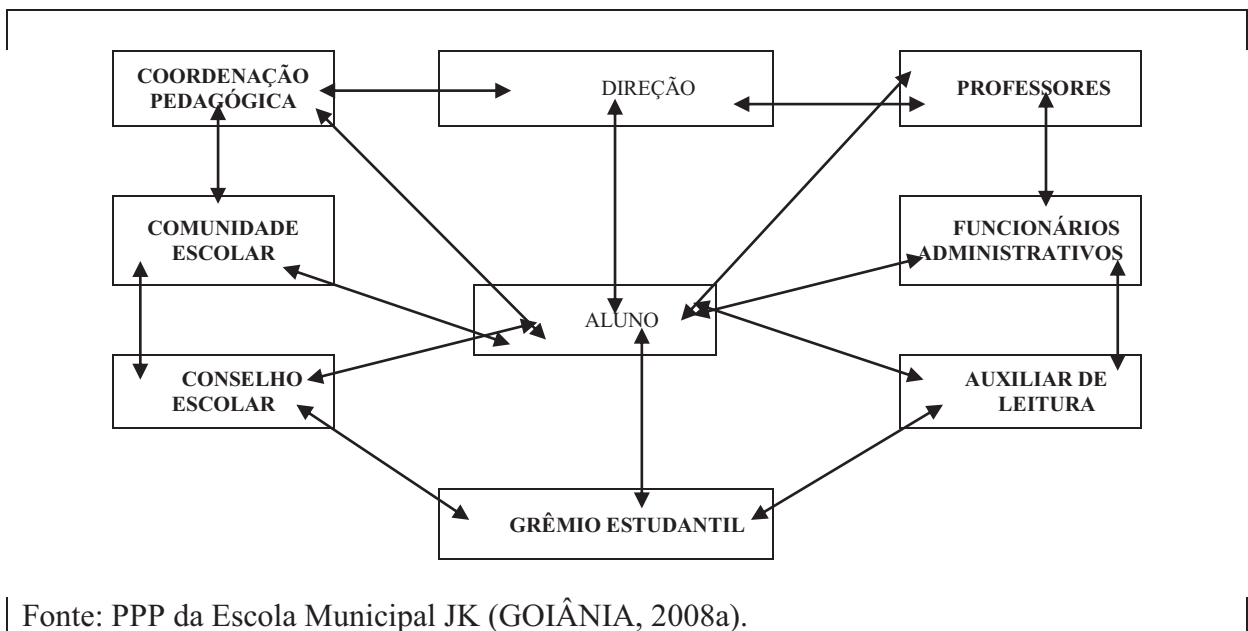 COORDENAÇÃO
PEDAGÓGICA
DIREÇÃO
PROFESSORES
COMUNIDADE
ESCOLAR
FUNCIONÁRIOS
ADMINISTRATIVOS
ALUNO
CONSELHO
ESCOLAR
AUXILIAR DE
LEITURA
GRÊMIO ESTUDANTIL
Fonte: PPP da Escola Municipal JK (GOIÂNIA, 2008a).